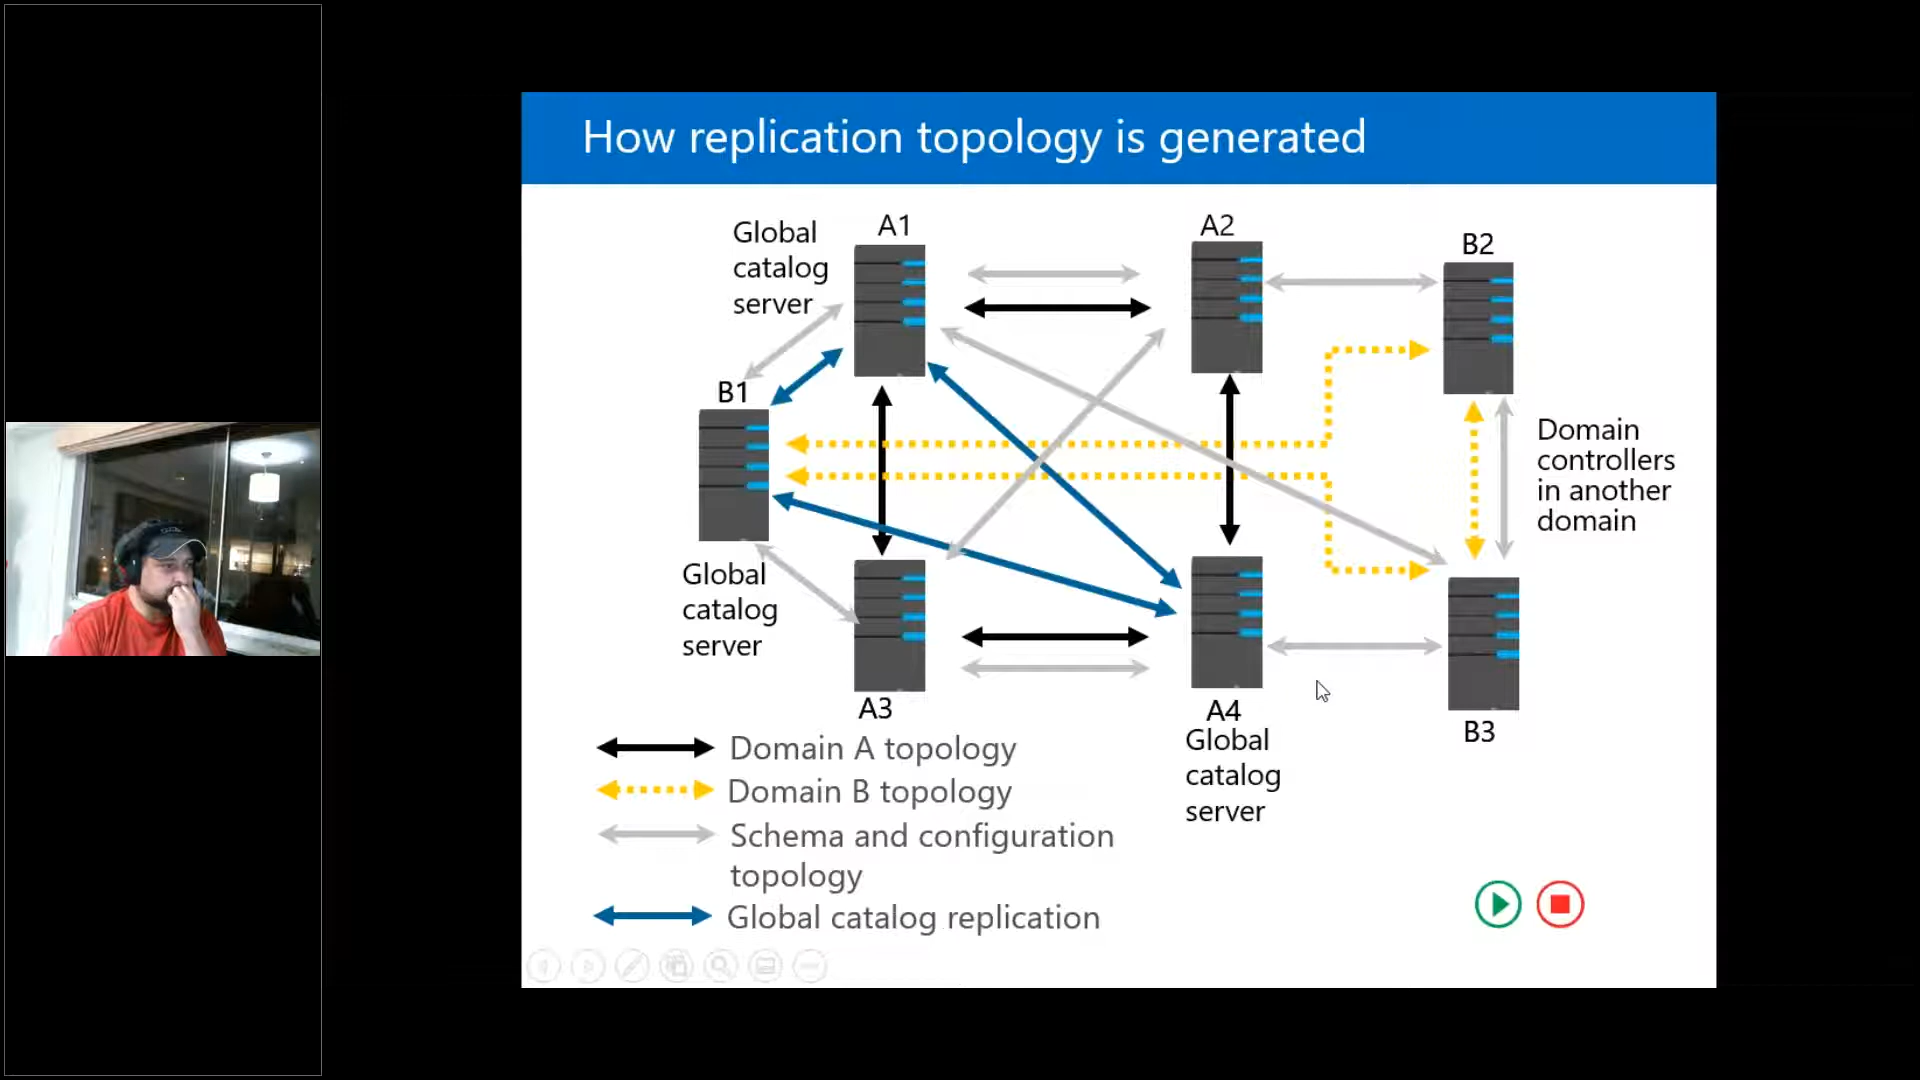 How replication topology is generated
Global
catalog
server
A1
A2
B2
B1
Domain
controllers
in another
domain
Global
catalog
server
A3
A4
Global
catalog
server
B3
Domain A topology
Domain B topology
Schema and configuration
topology
Global catalog replication